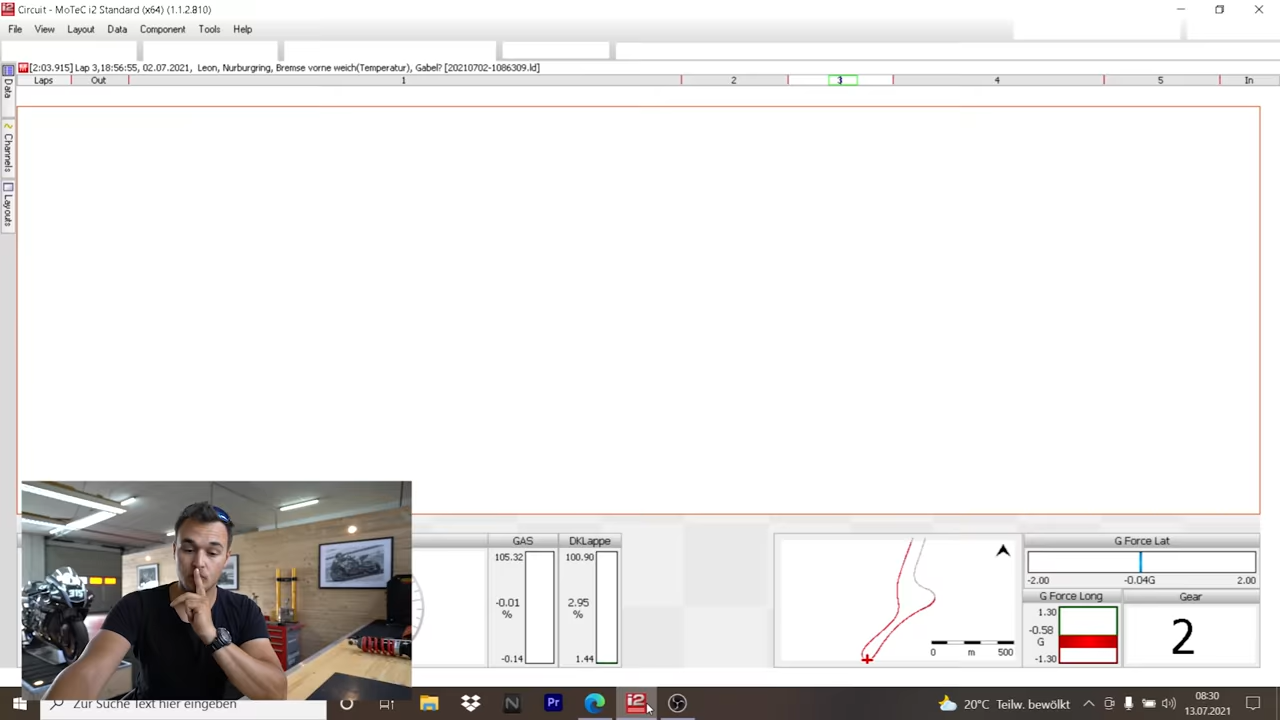 Circuit - MoTeC i2 Standard (x64) (1.1.2.810)
File View Layout Data Component Tools Help
[2:03.915] Lap 3,18:56:55, 02.07.2021, Leon, Nurburgring, Bremse vorne weich(Temperatur), Gabel? [20210702-1086309.ld]
Laps Out 1 2 3 4 5 In
Data
Channels
Layouts
GAS
105.32
-0.01
%
-0.14
DKLappe
100.90
2.95
%
1.44
0 m 500
G Force Lat
-2.00 -0.04G 2.00
G Force Long
1.30
-0.58
G
-1.30
Gear
2
315
Zur Suche Text hier eingeben
Pr
i2
20°C Teilw. bewölkt
08:30
13.07.2021